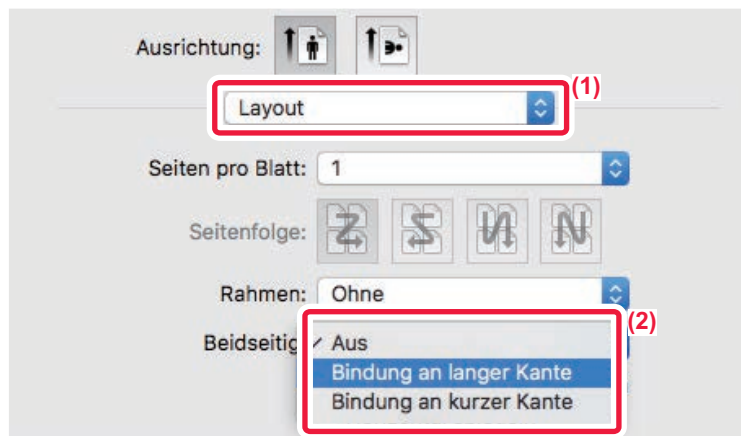 Ausrichtung:
(1)
Layout
Seiten pro Blatt: 1
Seitenfolge:
Rahmen: Ohne
(2)
Beidseitig ✓ Aus
Bindung an langer Kante
Bindung an kurzer Kante